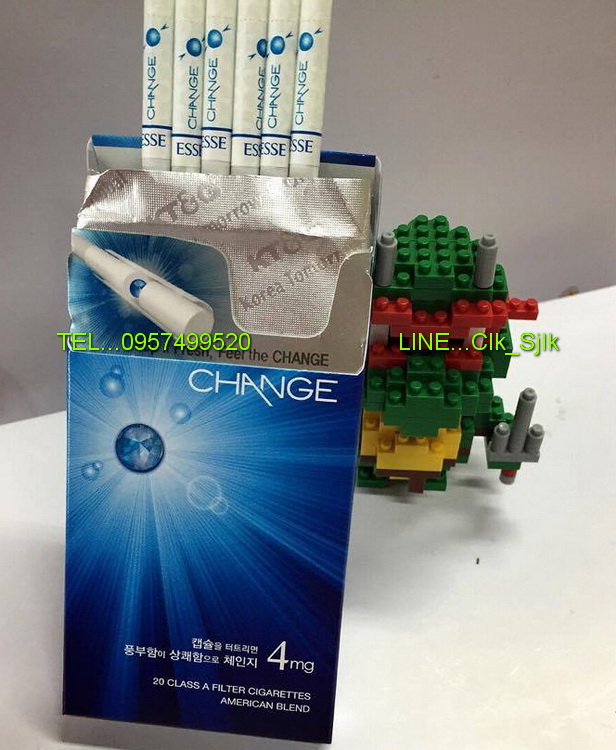 CHANGE CHANGE CHANGE CHANGE CHANGE CHANGE
ESSE ESSE ESSE ESSE ESSE ESSE
KT&G
Korea Tomorrow
TEL...0957499520 LINE...Clk_Sjlk
Fresh, Feel the CHANGE
CHANGE
캡슐을 터트리면
풍부함이 상쾌함으로 체인지 4mg
20 CLASS A FILTER CIGARETTES
AMERICAN BLEND